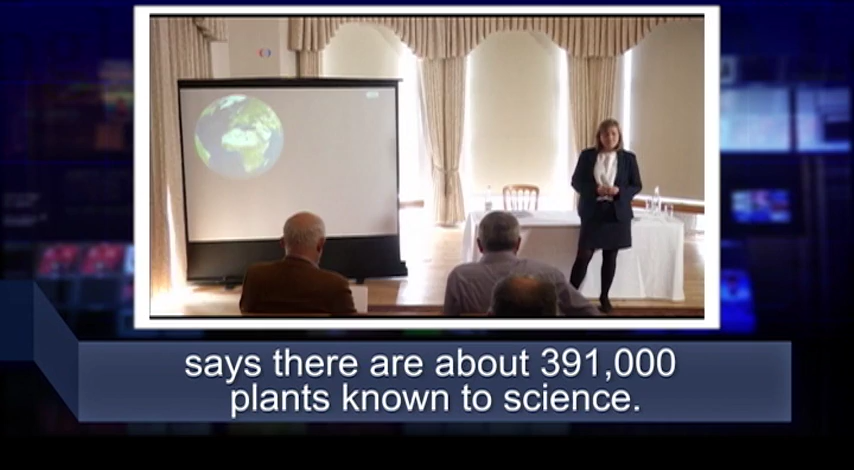 says there are about 391,000
plants known to science.